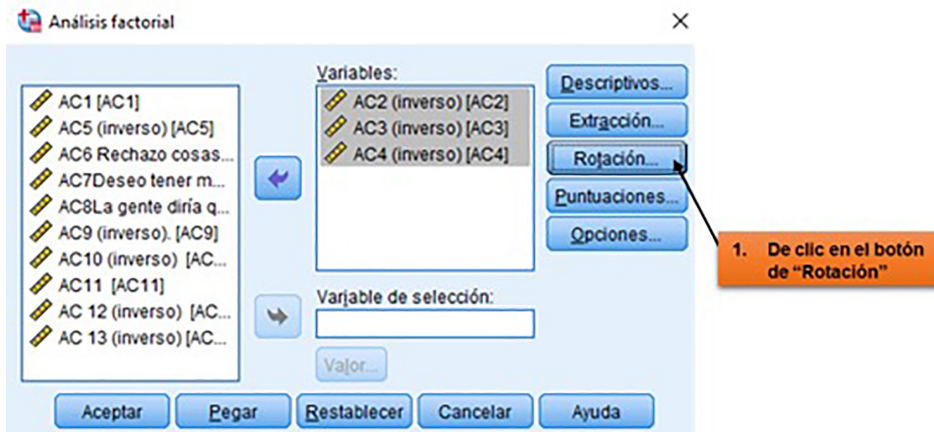 Análisis factorial
Variables:
AC1 [AC1]
AC5 (inverso) [AC5]
AC6 Rechazo cosas...
AC7Deseo tener m...
AC8La gente diría q...
AC9 (inverso). [AC9]
AC10 (inverso) [AC...
AC11 [AC11]
AC 12 (inverso) [AC...
AC 13 (inverso) [AC...
AC2 (inverso) [AC2]
AC3 (inverso) [AC3]
AC4 (inverso) [AC4]
Variable de selección:
Valor...
Descriptivos...
Extracción...
Rotación...
Puntuaciones...
Opciones...
1. De clic en el botón
de “Rotación”
Aceptar
Pegar
Restablecer
Cancelar
Ayuda